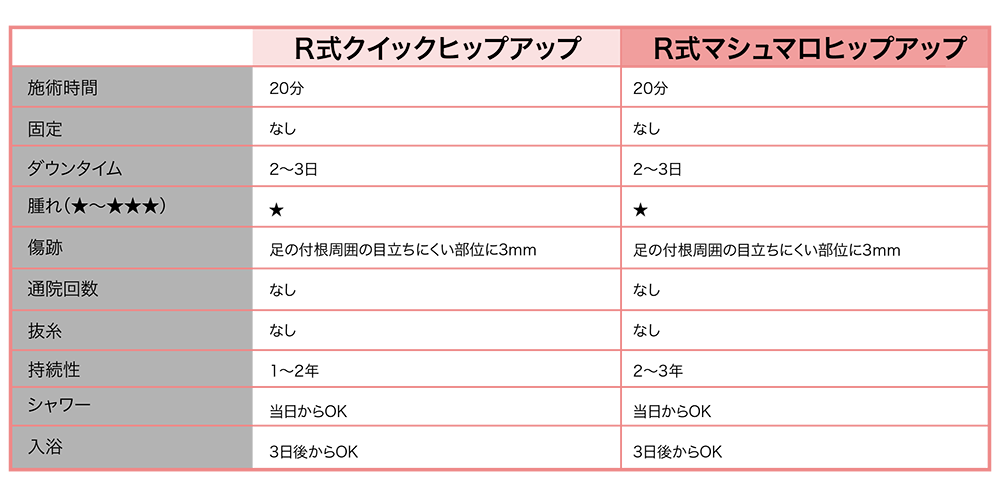 R式クイックヒップアップ R式マシュマロヒップアップ
施術時間 20分 20分
固定 なし なし
ダウンタイム 2〜3日 2〜3日
腫れ(★〜★★★) ★ ★
傷跡 足の付根周囲の目立ちにくい部位に3mm 足の付根周囲の目立ちにくい部位に3mm
通院回数 なし なし
抜糸 なし なし
持続性 1〜2年 2〜3年
シャワー 当日からOK 当日からOK
入浴 3日後からOK 3日後からOK